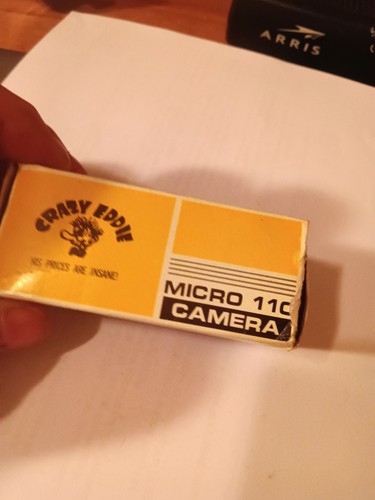 ARRIS
CRAZY EDDIE
HIS PRICES ARE INSANE!
MICRO 110
CAMERA